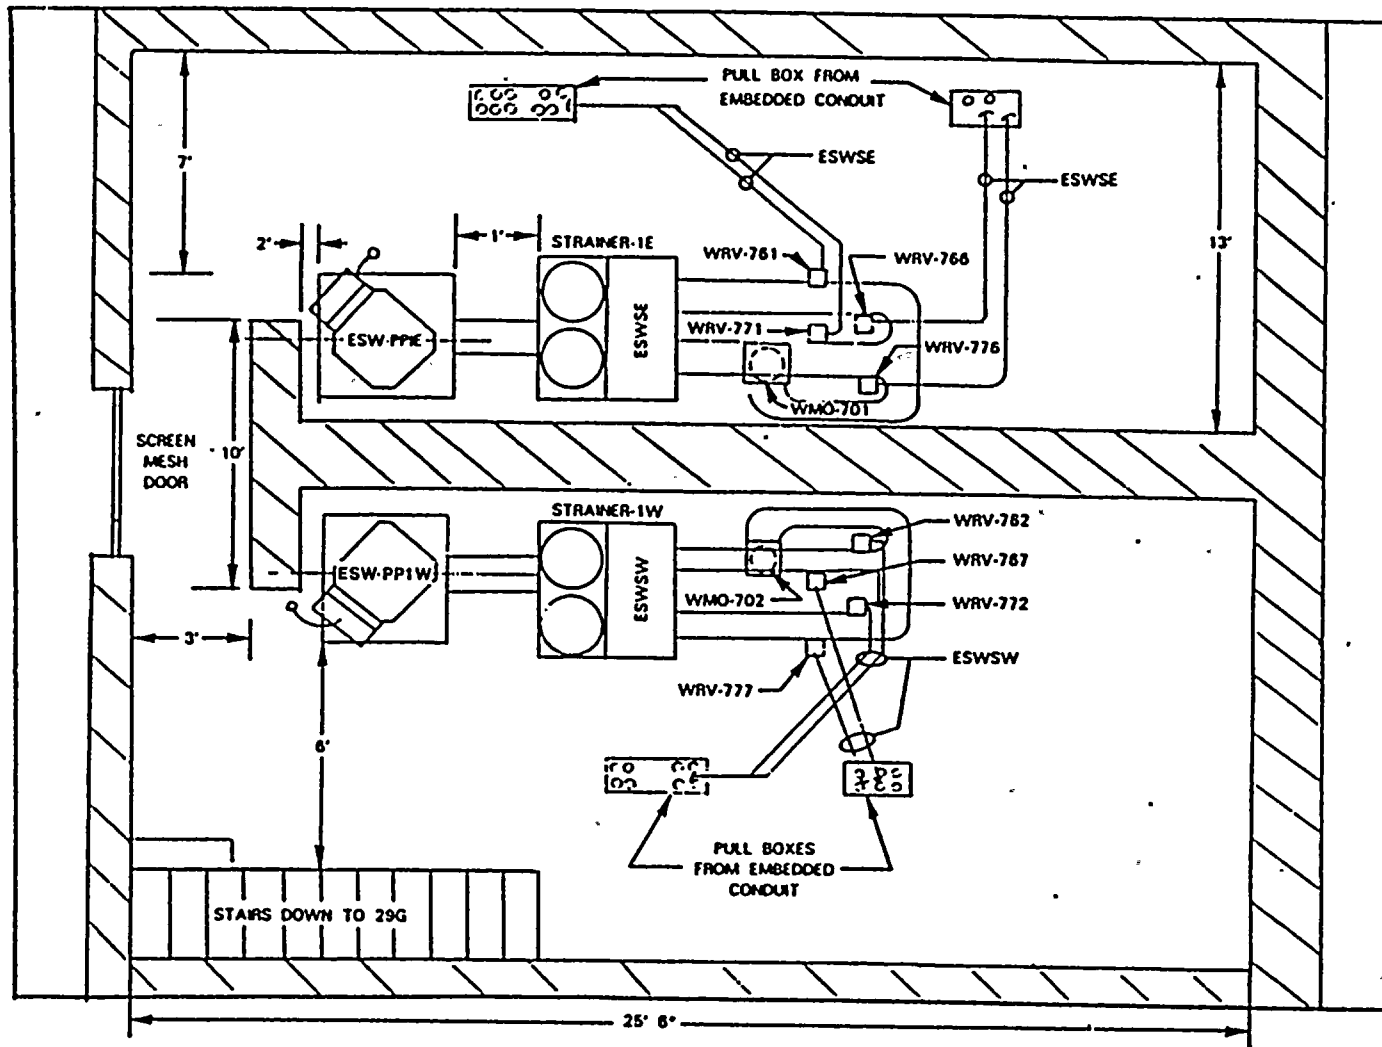 PULL BOX FROM
EMBEDDED CONDUIT
ESWSE
ESWSE
7'
13'
2'
1'
STRAINER-1E
WRV-761
WRV-766
ESW-PP1E
ESWSE
WRV-771
WRV-776
WMO-701
SCREEN
MESH
DOOR
10'
STRAINER-1W
WRV-762
ESW-PP1W
ESWSW
WRV-767
WMO-702
WRV-772
3'
ESWSW
WRV-777
6'
PULL BOXES
FROM EMBEDDED
CONDUIT
STAIRS DOWN TO 29G
25' 6"